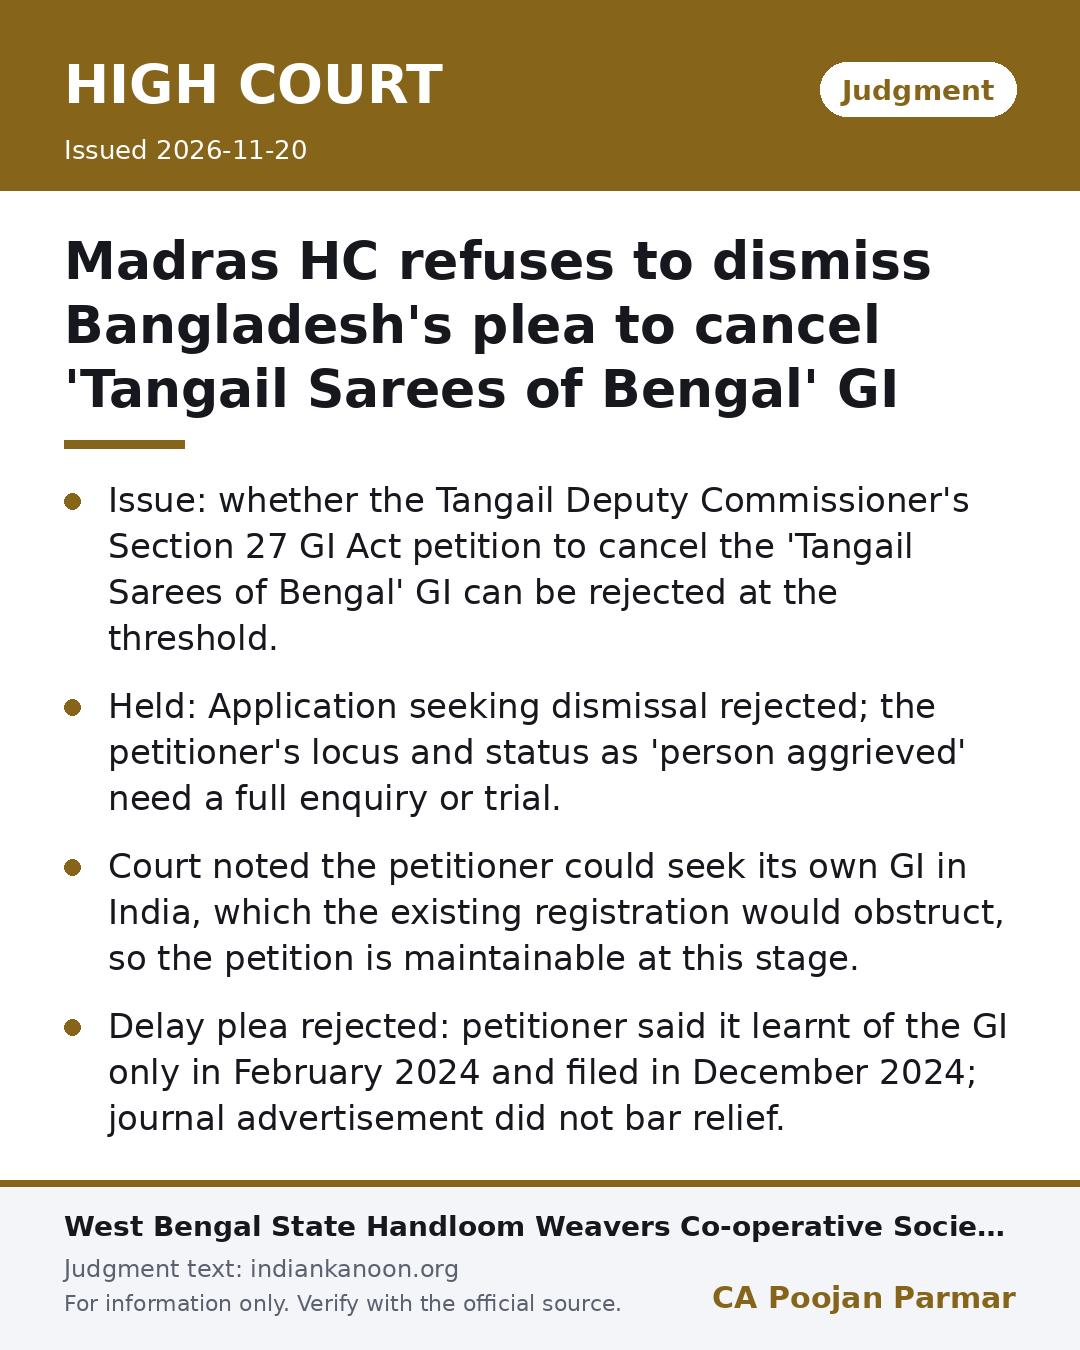 HIGH COURT
Judgment
Issued 2026-11-20
Madras HC refuses to dismiss
Bangladesh's plea to cancel
'Tangail Sarees of Bengal' GI
Issue: whether the Tangail Deputy Commissioner's
Section 27 GI Act petition to cancel the 'Tangail
Sarees of Bengal' GI can be rejected at the
threshold.
Held: Application seeking dismissal rejected; the
petitioner's locus and status as 'person aggrieved'
need a full enquiry or trial.
Court noted the petitioner could seek its own GI in
India, which the existing registration would obstruct,
so the petition is maintainable at this stage.
Delay plea rejected: petitioner said it learnt of the GI
only in February 2024 and filed in December 2024;
journal advertisement did not bar relief.
West Bengal State Handloom Weavers Co-operative Socie…
Judgment text: indiankanoon.org
For information only. Verify with the official source.
CA Poojan Parmar